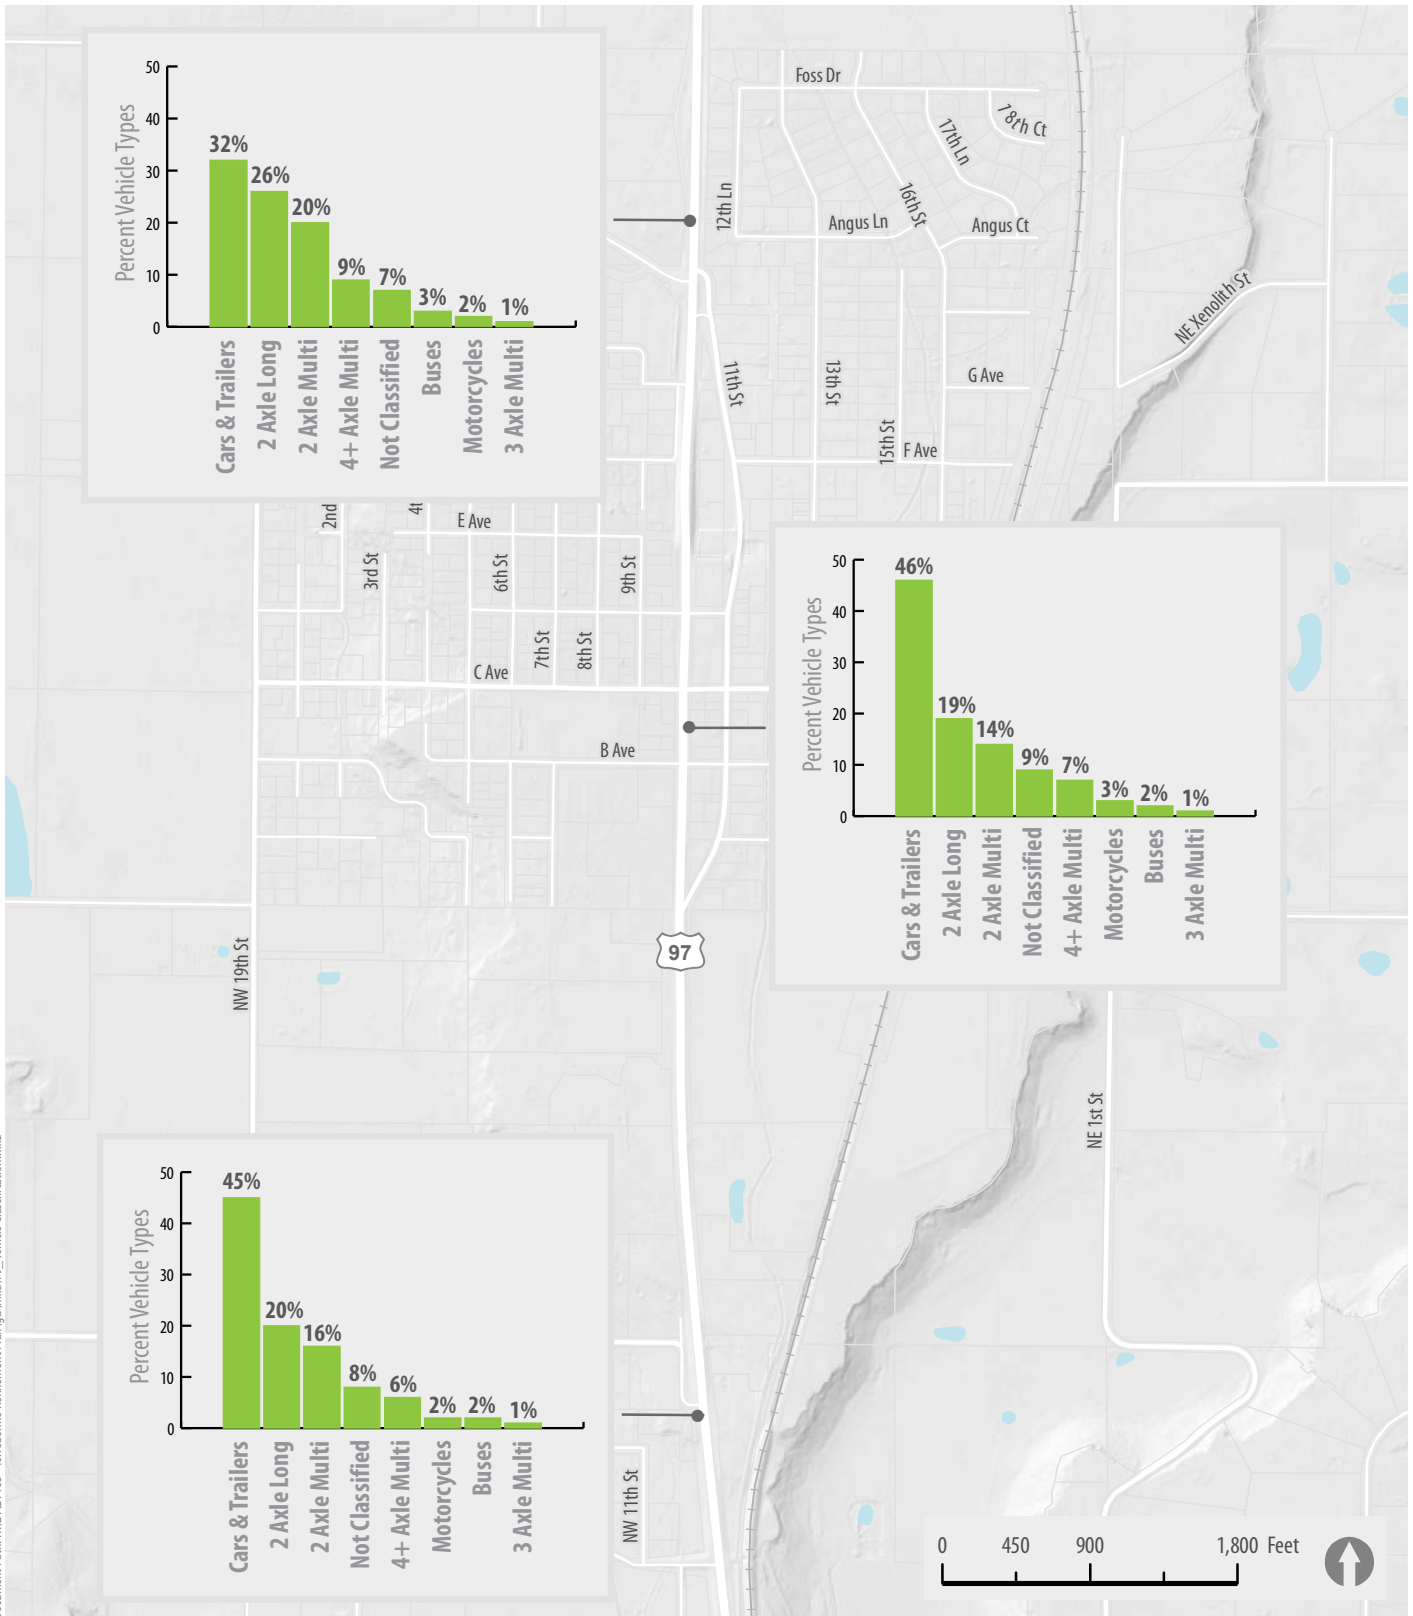 50
40
30
20
10
0
Percent Vehicle Types
32%
26%
20%
9%
7%
3%
2%
1%
Cars & Trailers
2 Axle Long
2 Axle Multi
4+ Axle Multi
Not Classified
Buses
Motorcycles
3 Axle Multi
Foss Dr
18th Ct
17th Ln
12th Ln
16th St
Angus Ln
Angus Ct
NE Xenolith St
11th St
13th St
G Ave
15th St
F Ave
2nd
E Ave
3rd St
6th St
9th St
7th St
8th St
C Ave
B Ave
50
40
30
20
10
0
Percent Vehicle Types
46%
19%
14%
9%
7%
3%
2%
1%
Cars & Trailers
2 Axle Long
2 Axle Multi
Not Classified
4+ Axle Multi
Motorcycles
Buses
3 Axle Multi
97
NW 19th St
NE 1st St
50
40
30
20
10
0
Percent Vehicle Types
45%
20%
16%
8%
6%
2%
2%
1%
Cars & Trailers
2 Axle Long
2 Axle Multi
Not Classified
4+ Axle Multi
Motorcycles
Buses
3 Axle Multi
NW 11th St
0 450 900 1,800 Feet